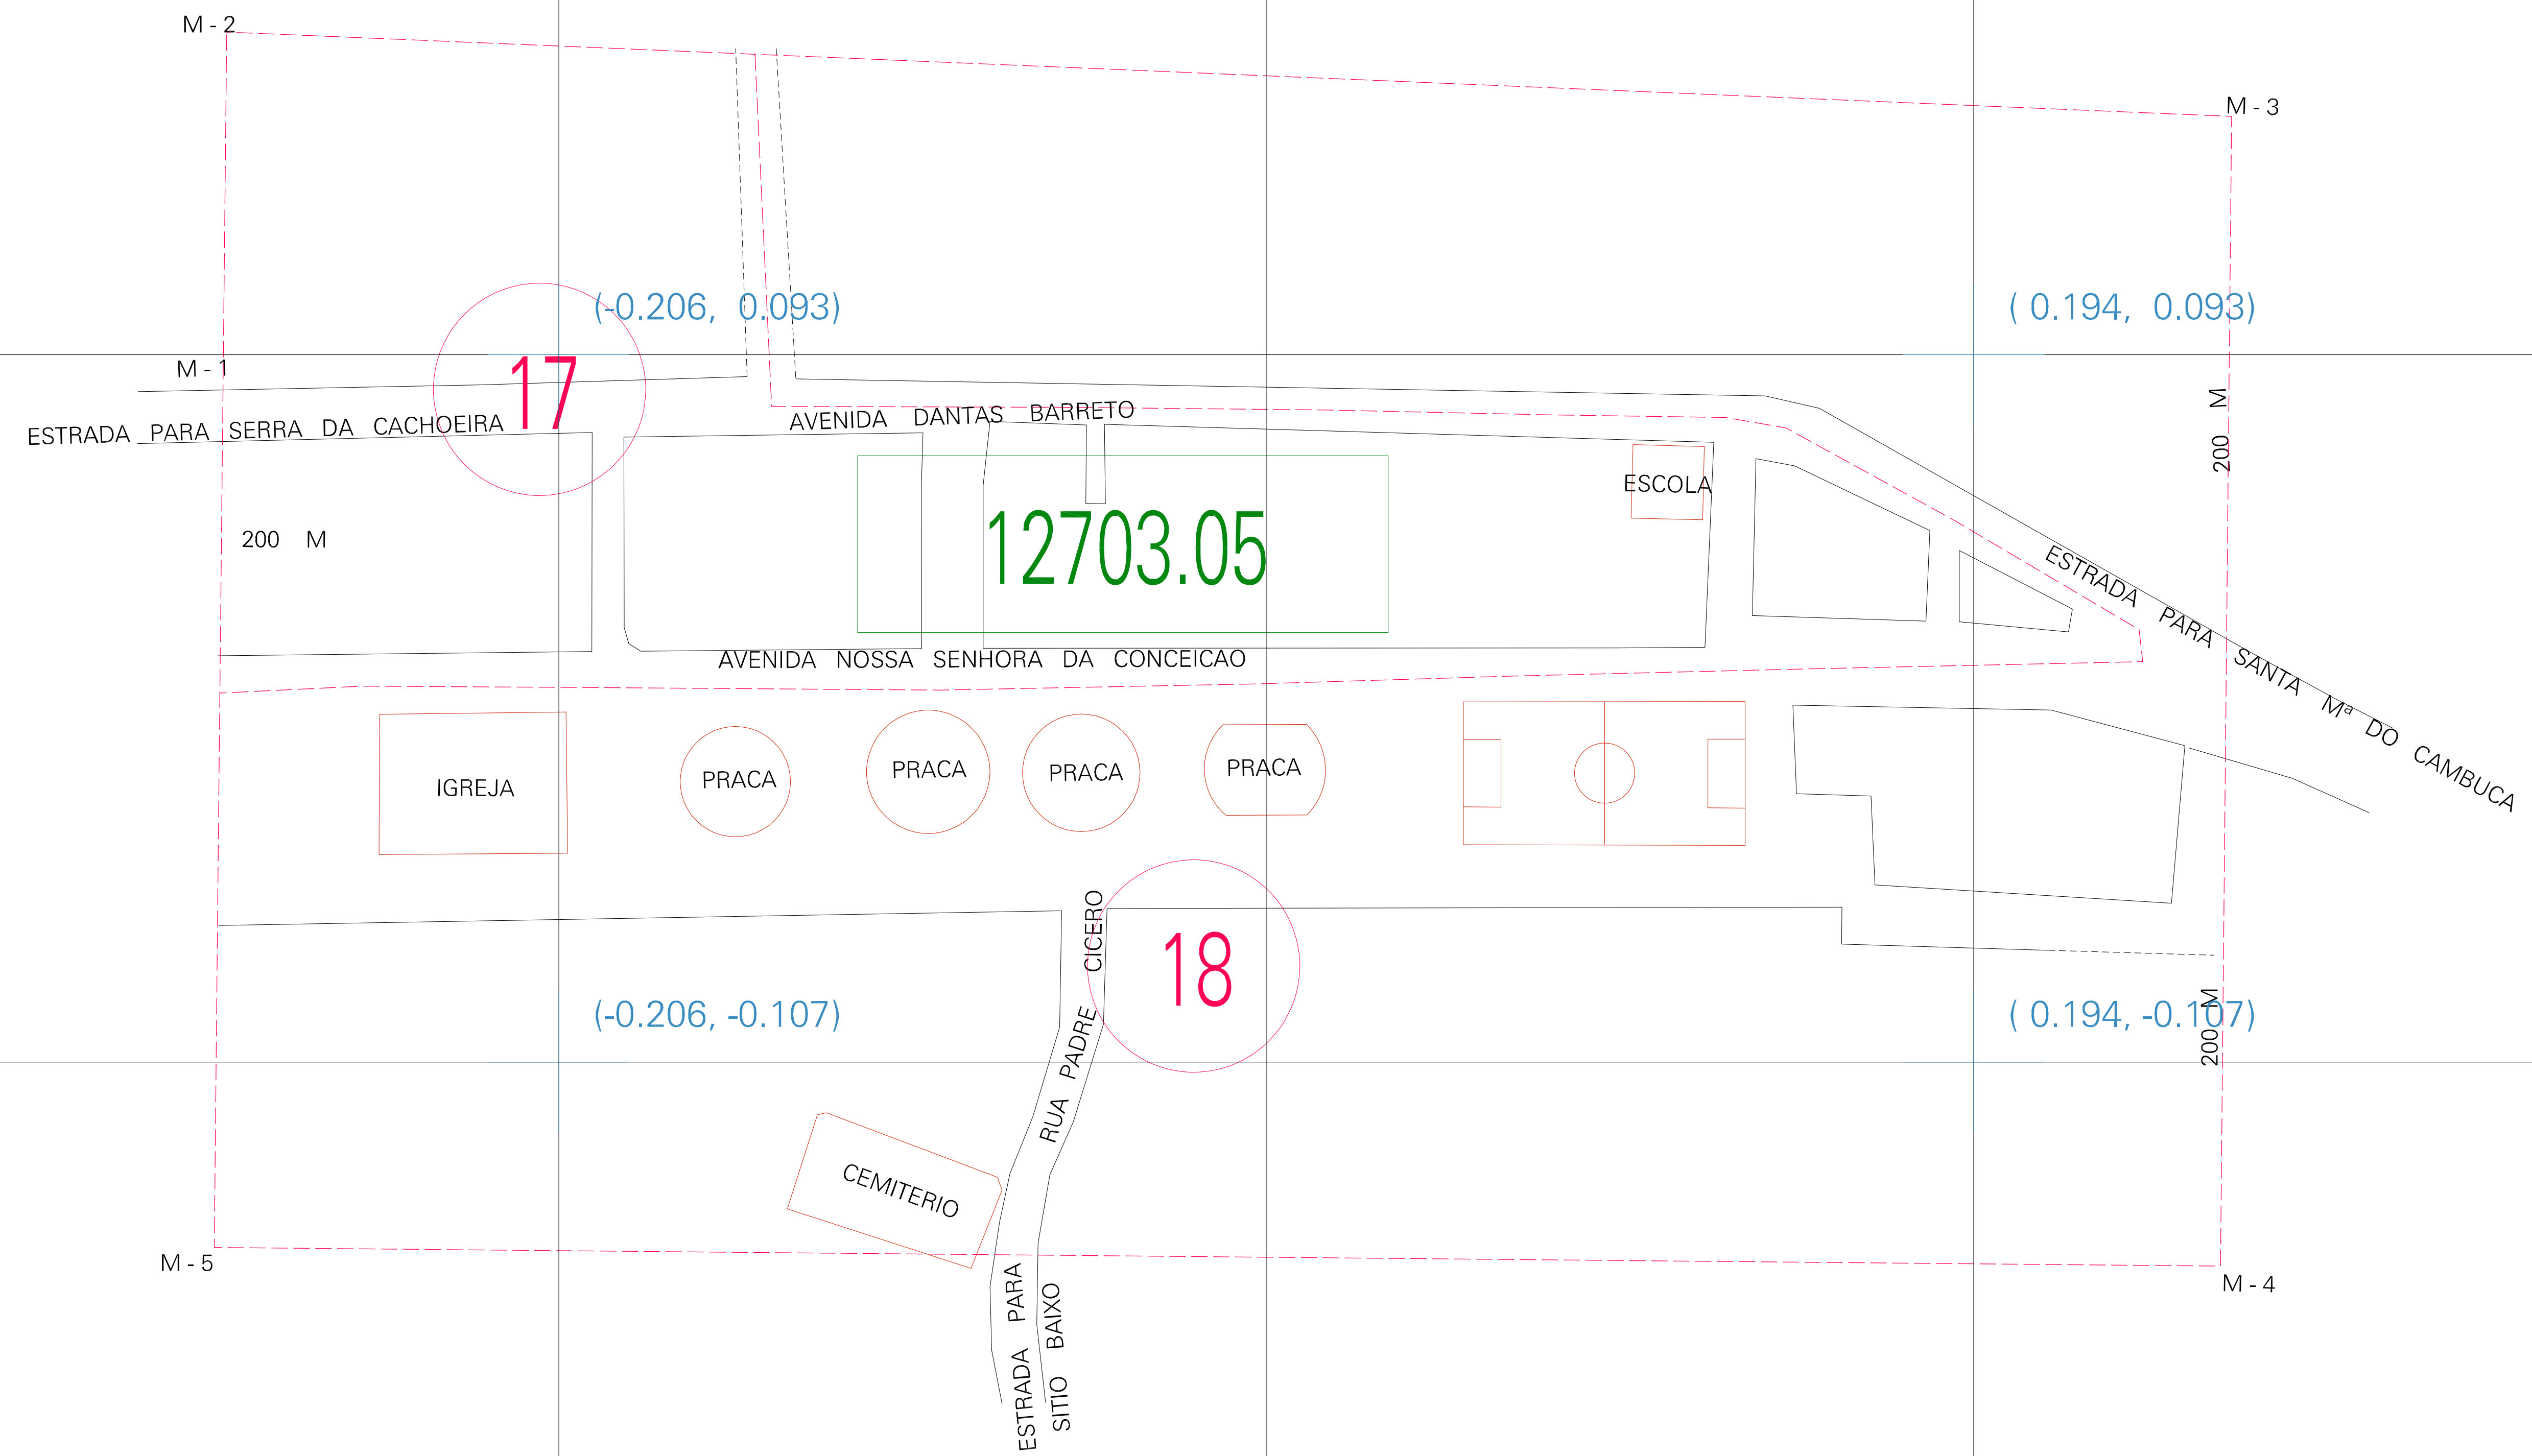 M - 2
M - 3
(-0.206, 0.093)
( 0.194, 0.093)
M - 1
17
200 M
AVENIDA DANTAS BARRETO
ESTRADA PARA SERRA DA CACHOEIRA
ESCOLA
200 M
12703.05
ESTRADA PARA SANTA Mª DO CAMBUCA
AVENIDA NOSSA SENHORA DA CONCEICAO
IGREJA
PRACA
PRACA
PRACA
PRACA
RUA PADRE CICERO
18
(-0.206, -0.107)
( 0.194, -0.107)
200 M
CEMITERIO
M - 5
M - 4
ESTRADA PARA
SITIO BAIXO